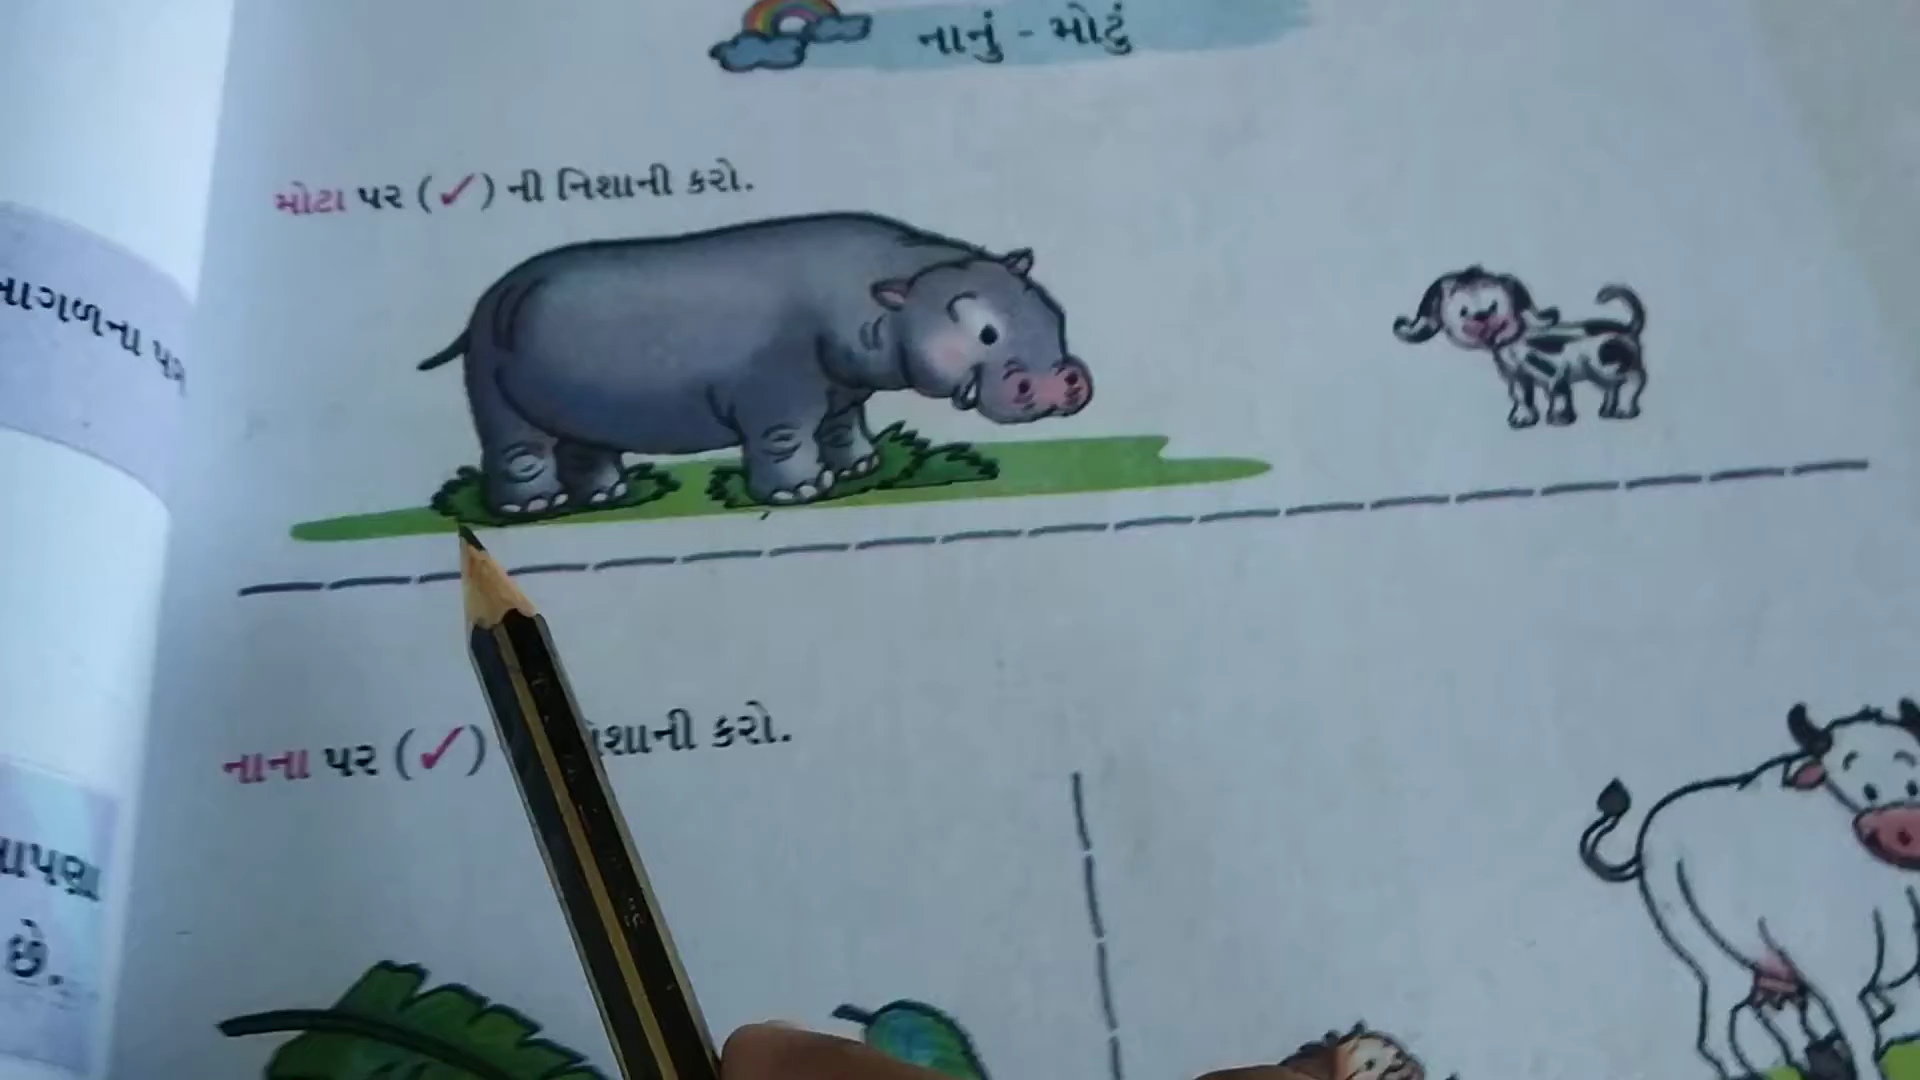 નાનું - મોટું
મોટા પર (✓) ની નિશાની કરો.
નાના પર (✓) કરો.
છે.